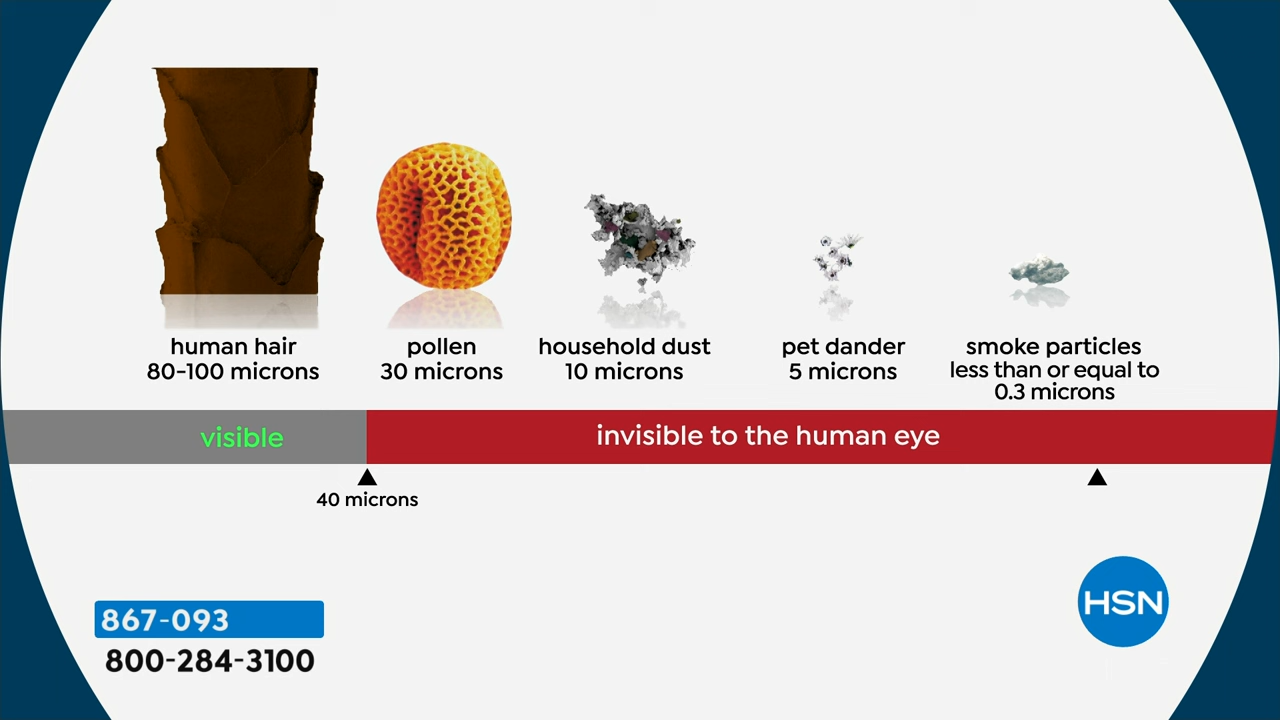 human hair
80-100 microns
pollen
30 microns
household dust
10 microns
pet dander
5 microns
smoke particles
less than or equal to
0.3 microns
visible
invisible to the human eye
40 microns
867-093
800-284-3100
HSN